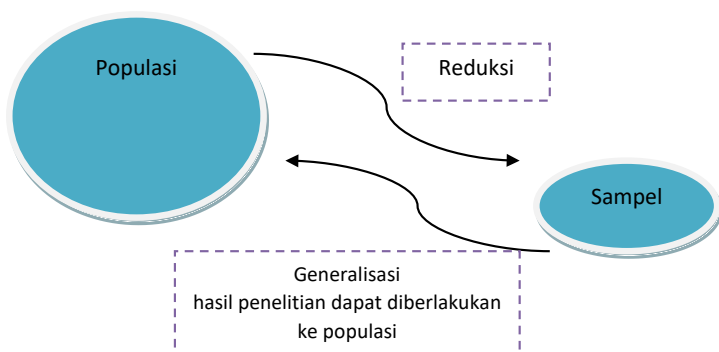 Populasi
Reduksi
Sampel
Generalisasi
hasil penelitian dapat diberlakukan
ke populasi